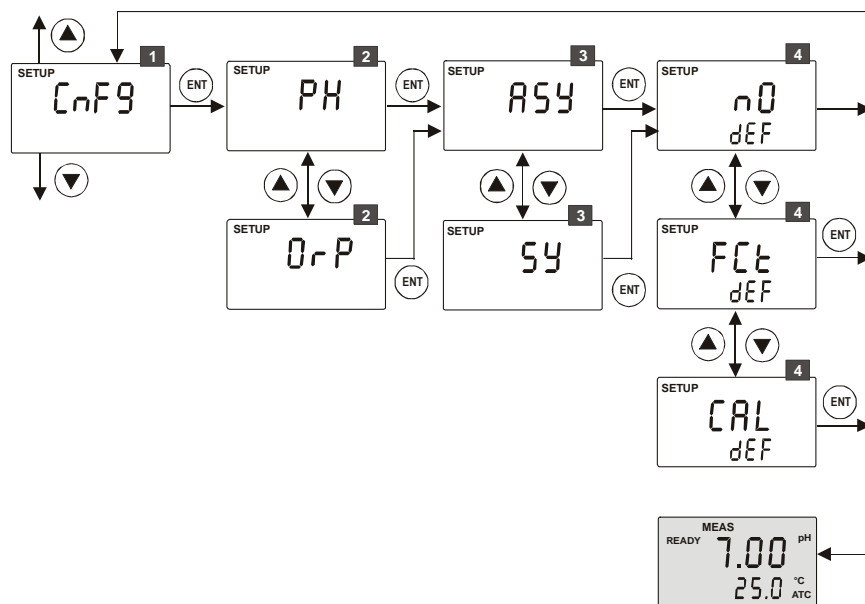 1
SETUP
CnF9
ENT
2
SETUP
PH
ENT
3
SETUP
ASY
ENT
4
SETUP
n0
dEF
2
SETUP
OrP
ENT
3
SETUP
SY
ENT
4
SETUP
FCt
dEF
ENT
4
SETUP
CAL
dEF
ENT
MEAS
READY 7.00 pH
25.0 °C
ATC